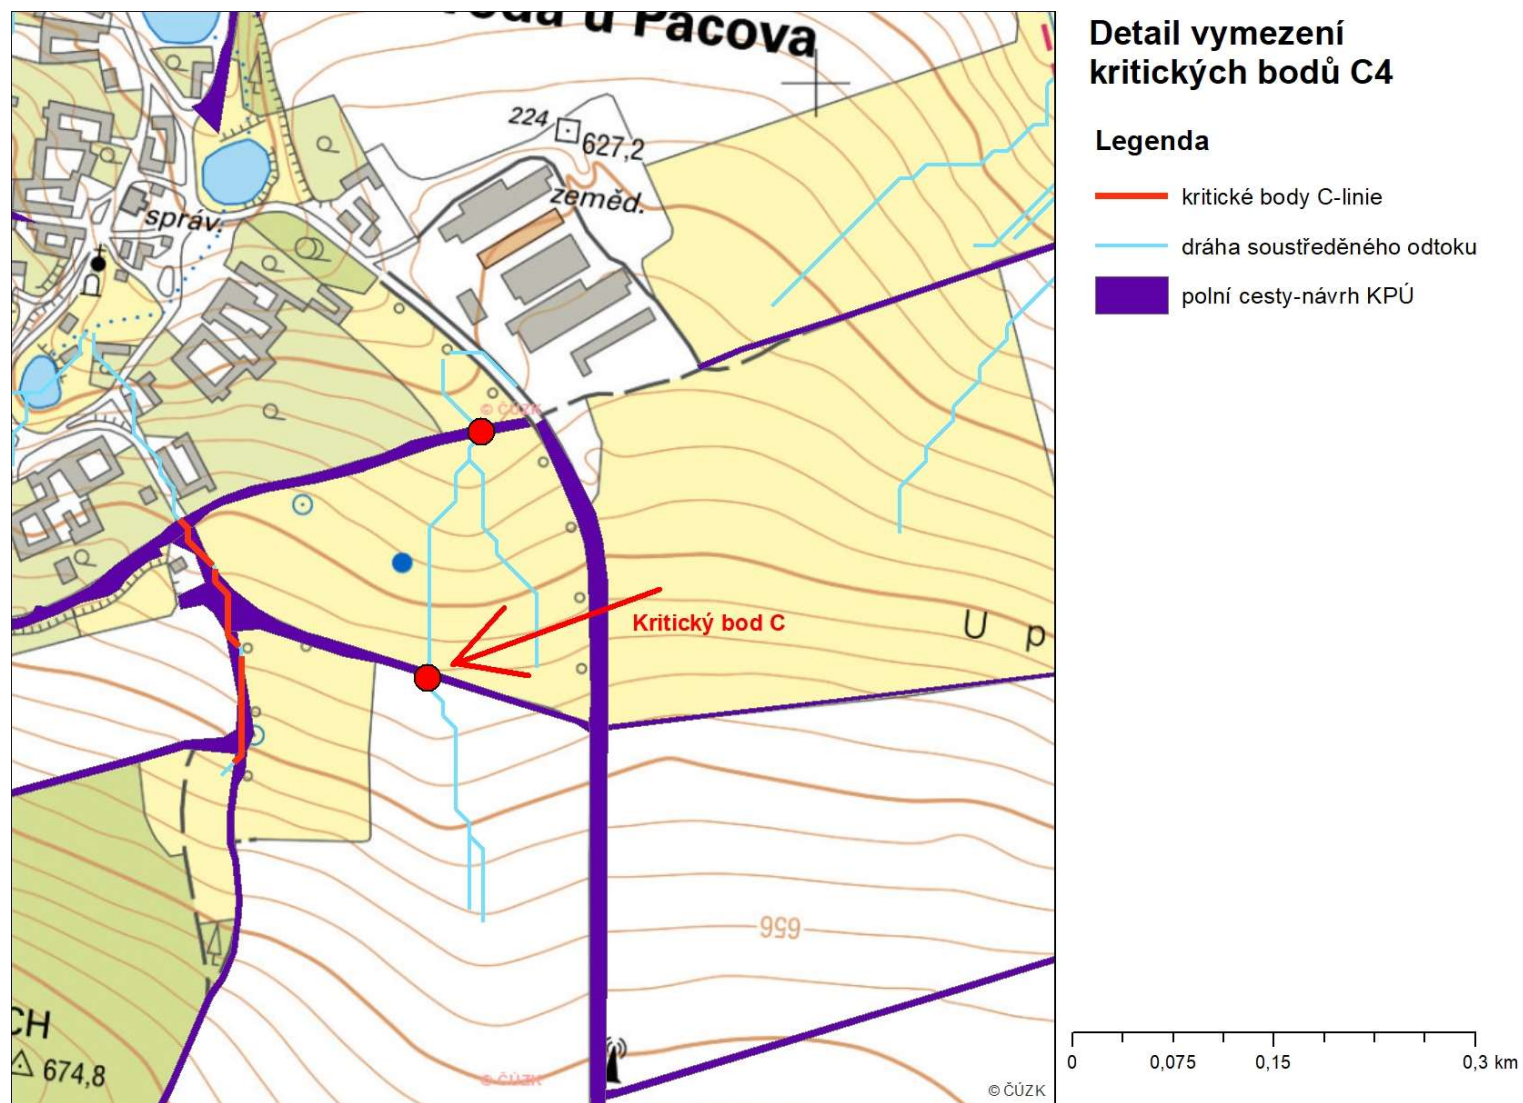 u Pacova
224
627,2
zeměd.
správ.
© ČÚZK
Kritický bod C
U p
656
CH
674,8
© ČÚZK
© ČÚZK
Detail vymezení
kritických bodů C4
Legenda
kritické body C-linie
dráha soustředěného odtoku
polní cesty-návrh KPÚ
0 0,075 0,15 0,3 km